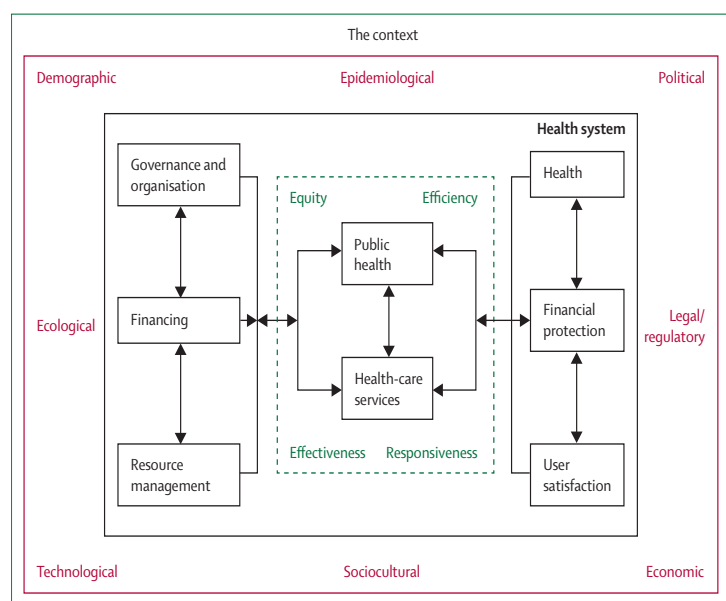 The context
Demographic
Epidemiological
Political
Health system
Governance and
organisation
Health
Equity
Efficiency
Public
health
Ecological
Financing
Financial
protection
Legal/
regulatory
Health-care
services
Effectiveness
Responsiveness
Resource
management
User
satisfaction
Technological
Sociocultural
Economic